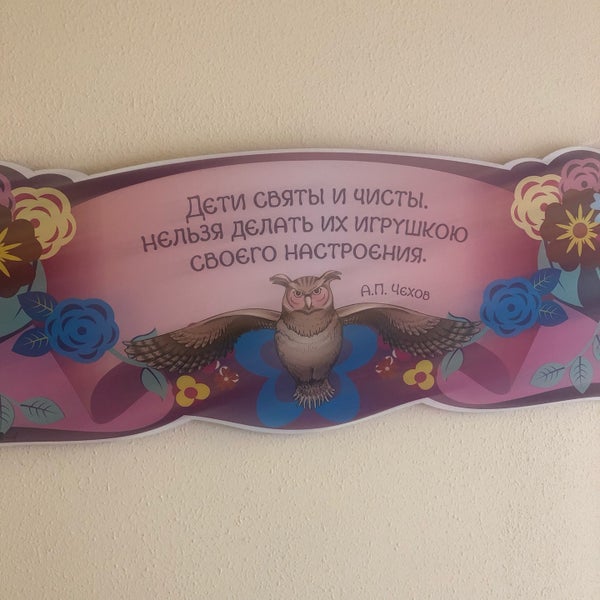 Дети святы и чисты.
нельзя делать их игрушкою
своего настроения.
А.П. Чехов